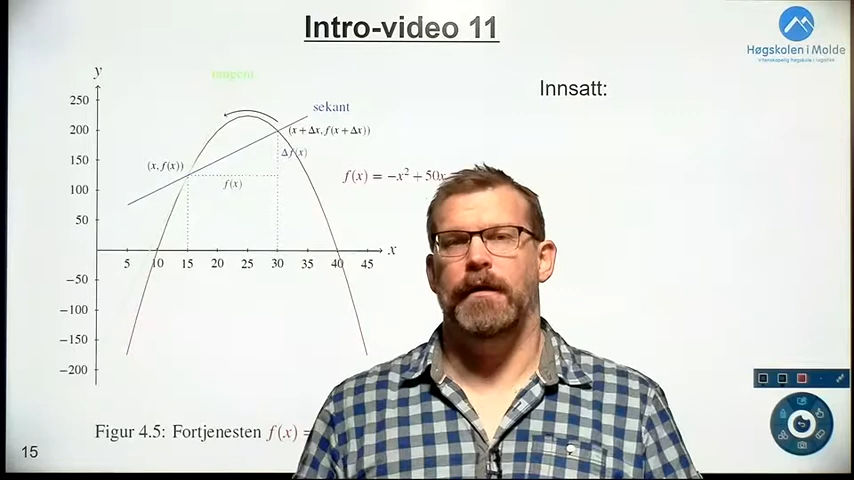 Intro-video 11
Høgskolen i Molde
Vitenskapelig høgskole i logistikk
Innsatt:
y
tangent
sekant
(x + Δx, f(x + Δx))
Δf(x)
(x, f(x))
f(x)
f(x) = −x² + 50x
250
200
150
100
50
−50
−100
−150
−200
5 10 15 20 25 30 35 40 45
x
Figur 4.5: Fortjenesten f(x) =
15